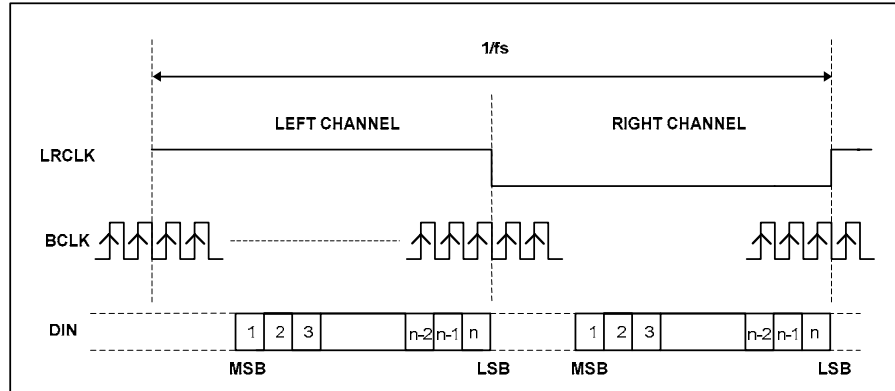 1/fs
LEFT CHANNEL RIGHT CHANNEL
LRCLK
BCLK
DIN 1 2 3 n-2 n-1 n 1 2 3 n-2 n-1 n
MSB LSB MSB LSB